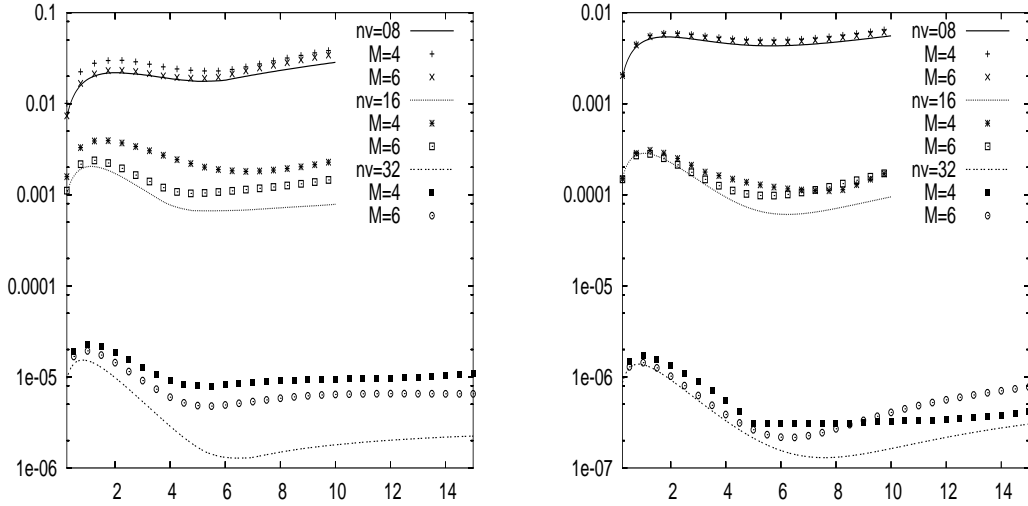 0.1
0.01
0.001
0.0001
1e-05
1e-06
2 4 6 8 10 12 14
nv=08
M=4
M=6
nv=16
M=4
M=6
nv=32
M=4
M=6
0.01
0.001
0.0001
1e-05
1e-06
1e-07
2 4 6 8 10 12 14
nv=08
M=4
M=6
nv=16
M=4
M=6
nv=32
M=4
M=6